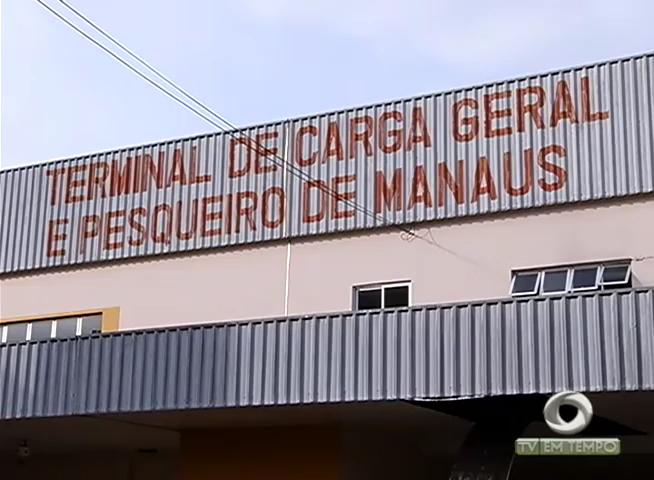 TERMINAL DE CARGA GERAL
E PESQUEIRO DE MANAUS
TV EM TEMPO